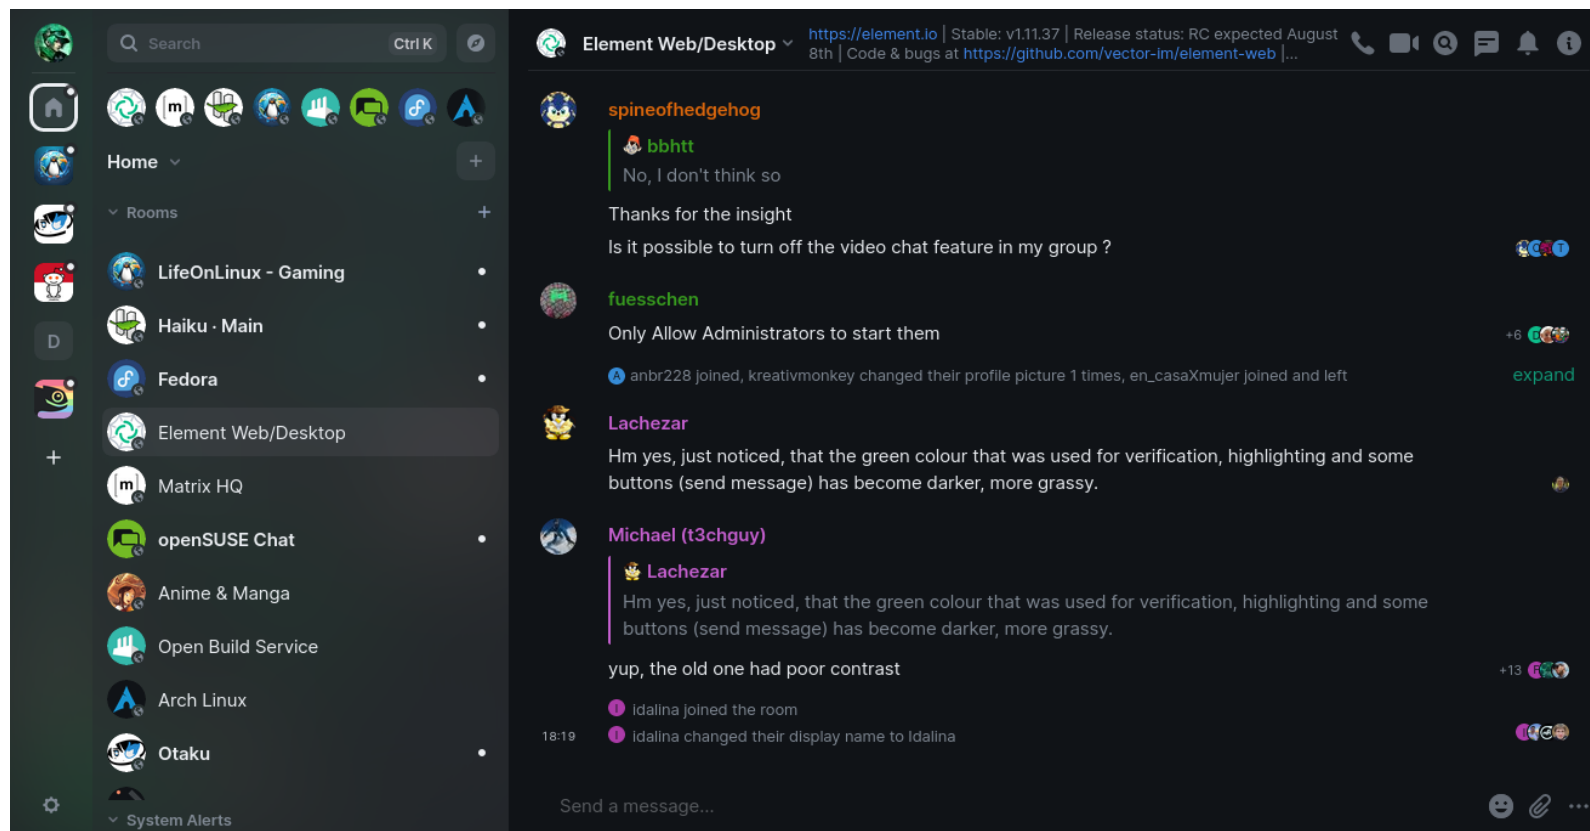 Search Ctrl K
Home
Rooms
LifeOnLinux - Gaming
Haiku · Main
Fedora
D
Element Web/Desktop
Matrix HQ
openSUSE Chat
Anime & Manga
Open Build Service
Arch Linux
Otaku
System Alerts
Element Web/Desktop
https://element.io | Stable: v1.11.37 | Release status: RC expected August
8th | Code & bugs at https://github.com/vector-im/element-web |...
spineofhedgehog
bbhtt
No, I don't think so
Thanks for the insight
Is it possible to turn off the video chat feature in my group ?
fuesschen
Only Allow Administrators to start them
+6
anbr228 joined, kreativmonkey changed their profile picture 1 times, en_casaXmujer joined and left
expand
Lachezar
Hm yes, just noticed, that the green colour that was used for verification, highlighting and some
buttons (send message) has become darker, more grassy.
Michael (t3chguy)
Lachezar
Hm yes, just noticed, that the green colour that was used for verification, highlighting and some
buttons (send message) has become darker, more grassy.
yup, the old one had poor contrast
+13
idalina joined the room
18:19 idalina changed their display name to Idalina
Send a message...